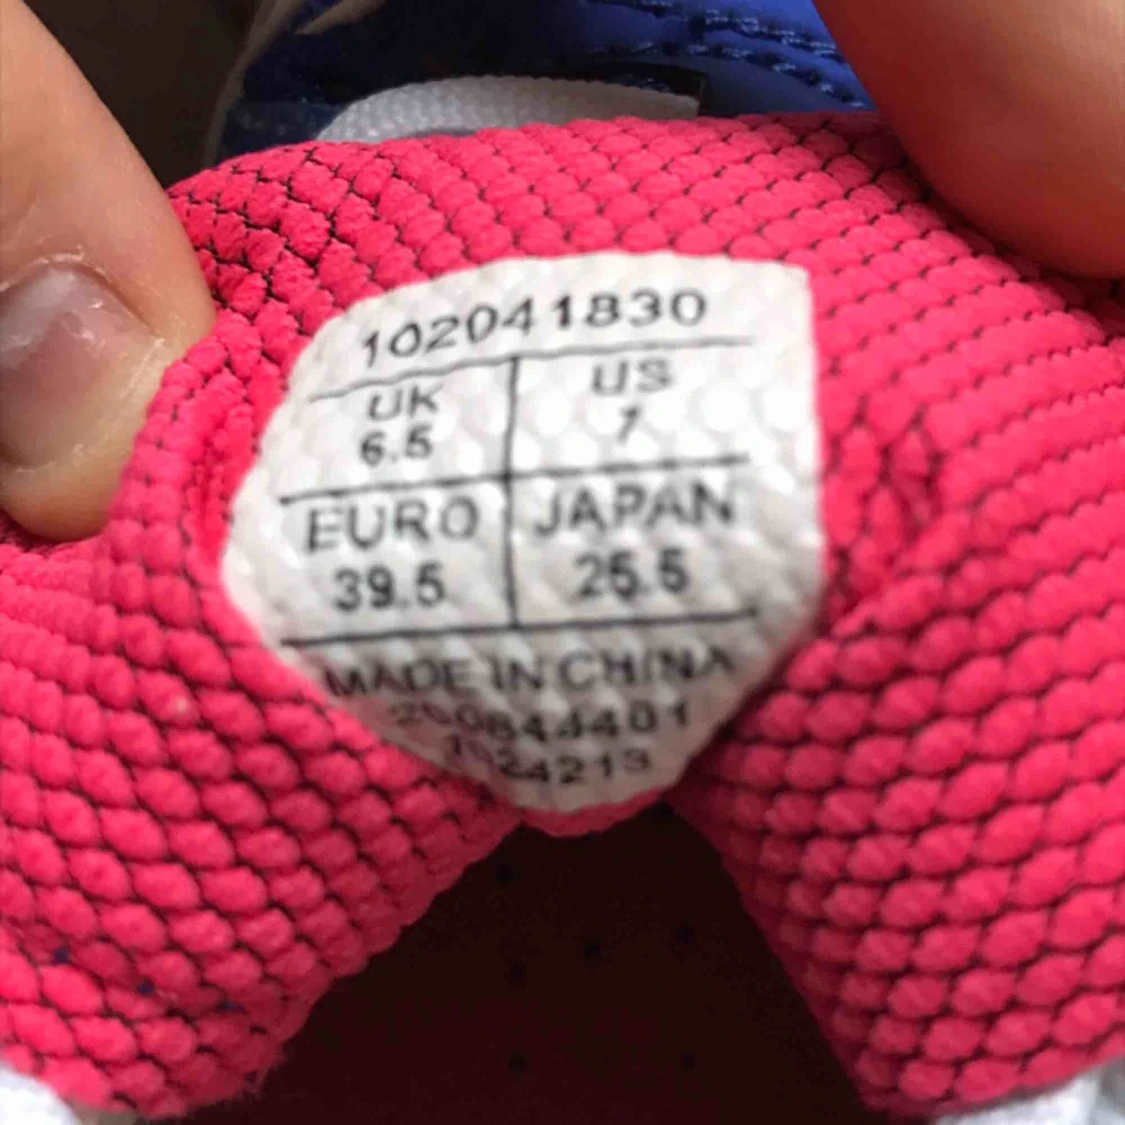 102041830
UK US
6.5 7
EURO JAPAN
39.5 25.5
MADE IN CHINA